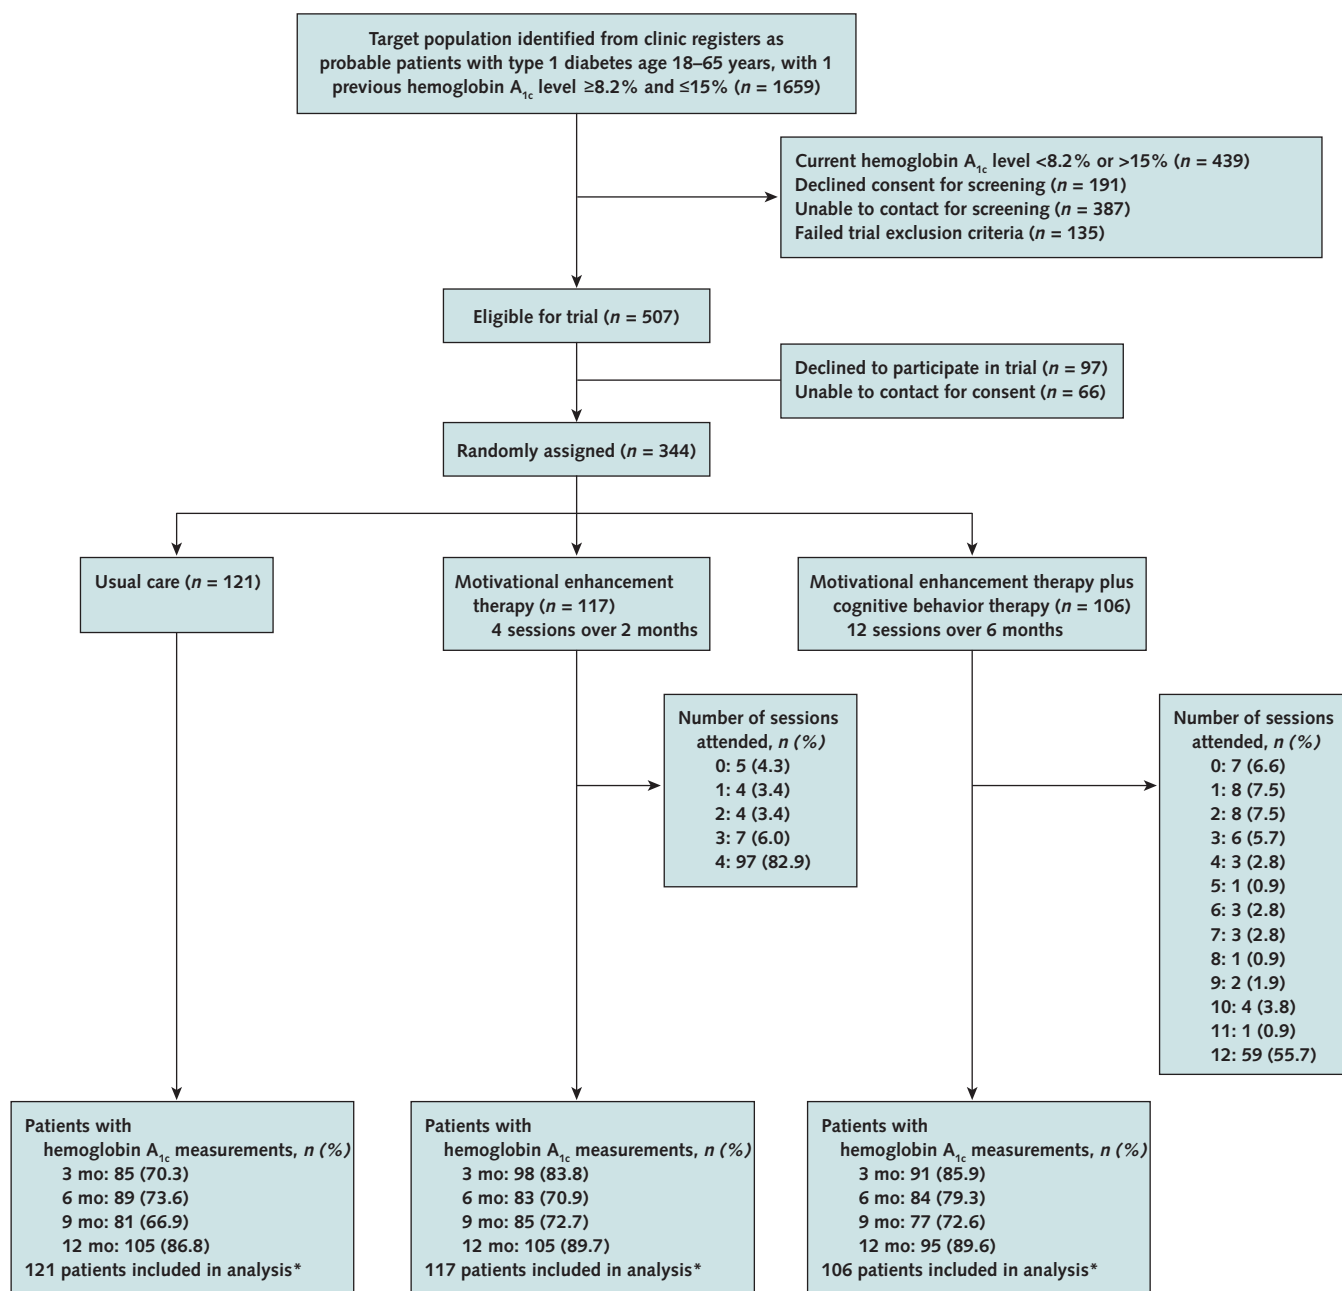 Target population identified from clinic registers as
probable patients with type 1 diabetes age 18–65 years, with 1
previous hemoglobin A1c level ≥8.2% and ≤15% (n = 1659)
Current hemoglobin A1c level <8.2% or >15% (n = 439)
Declined consent for screening (n = 191)
Unable to contact for screening (n = 387)
Failed trial exclusion criteria (n = 135)
Eligible for trial (n = 507)
Declined to participate in trial (n = 97)
Unable to contact for consent (n = 66)
Randomly assigned (n = 344)
Usual care (n = 121)
Motivational enhancement
therapy (n = 117)
4 sessions over 2 months
Motivational enhancement therapy plus
cognitive behavior therapy (n = 106)
12 sessions over 6 months
Number of sessions
attended, n (%)
0: 5 (4.3)
1: 4 (3.4)
2: 4 (3.4)
3: 7 (6.0)
4: 97 (82.9)
Number of sessions
attended, n (%)
0: 7 (6.6)
1: 8 (7.5)
2: 8 (7.5)
3: 6 (5.7)
4: 3 (2.8)
5: 1 (0.9)
6: 3 (2.8)
7: 3 (2.8)
8: 1 (0.9)
9: 2 (1.9)
10: 4 (3.8)
11: 1 (0.9)
12: 59 (55.7)
Patients with
hemoglobin A1c measurements, n (%)
3 mo: 85 (70.3)
6 mo: 89 (73.6)
9 mo: 81 (66.9)
12 mo: 105 (86.8)
121 patients included in analysis*
Patients with
hemoglobin A1c measurements, n (%)
3 mo: 98 (83.8)
6 mo: 83 (70.9)
9 mo: 85 (72.7)
12 mo: 105 (89.7)
117 patients included in analysis*
Patients with
hemoglobin A1c measurements, n (%)
3 mo: 91 (85.9)
6 mo: 84 (79.3)
9 mo: 77 (72.6)
12 mo: 95 (89.6)
106 patients included in analysis*